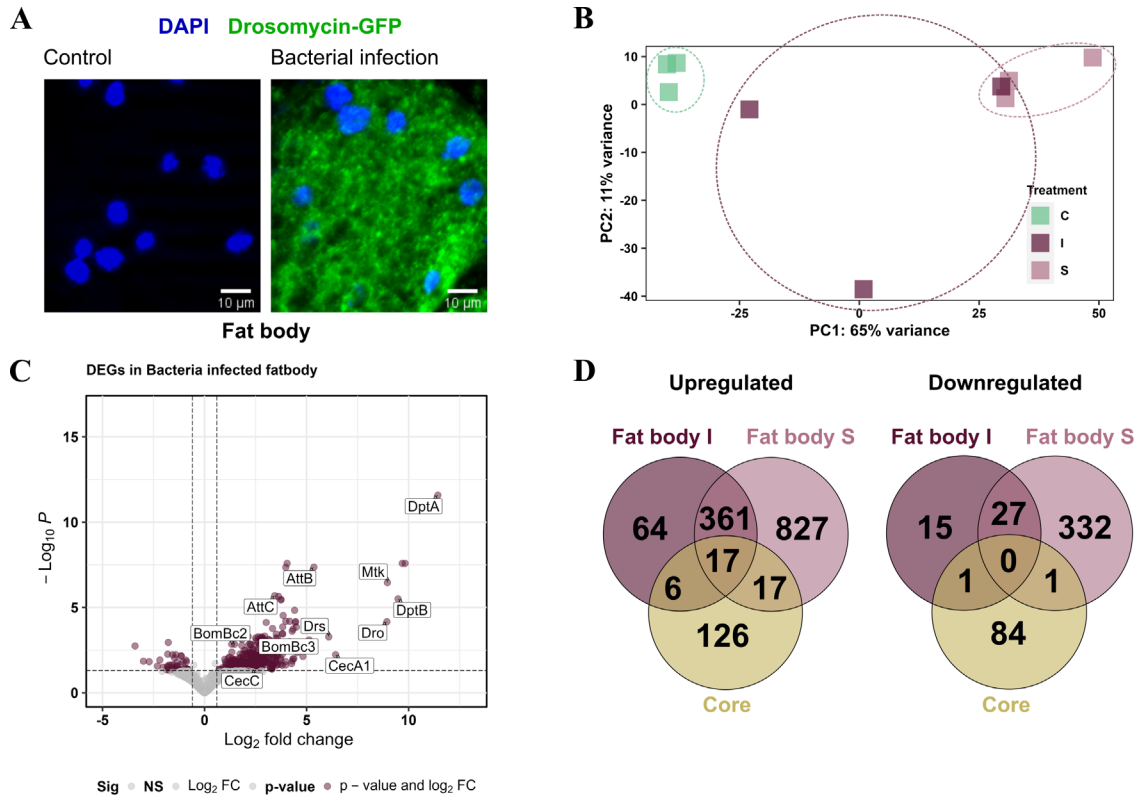 A
DAPI Drosomycin-GFP
Control
Bacterial infection
10 µm
10 µm
Fat body
B
10
0
-10
-20
-30
-40
PC2: 11% variance
-25
0
25
50
PC1: 65% variance
Treatment
C
I
S
C
DEGs in Bacteria infected fatbody
15
10
5
0
− Log10 P
DptA
AttB
Mtk
AttC
DptB
Drs
Dro
BomBc2
BomBc3
CecA1
CecC
-5
0
5
10
Log2 fold change
Sig NS Log2 FC p-value p − value and log2 FC
D
Upregulated
Fat body I Fat body S
64 361 827
17
6 17
126
Core
Downregulated
Fat body I Fat body S
15 27 332
0
1 1
84
Core